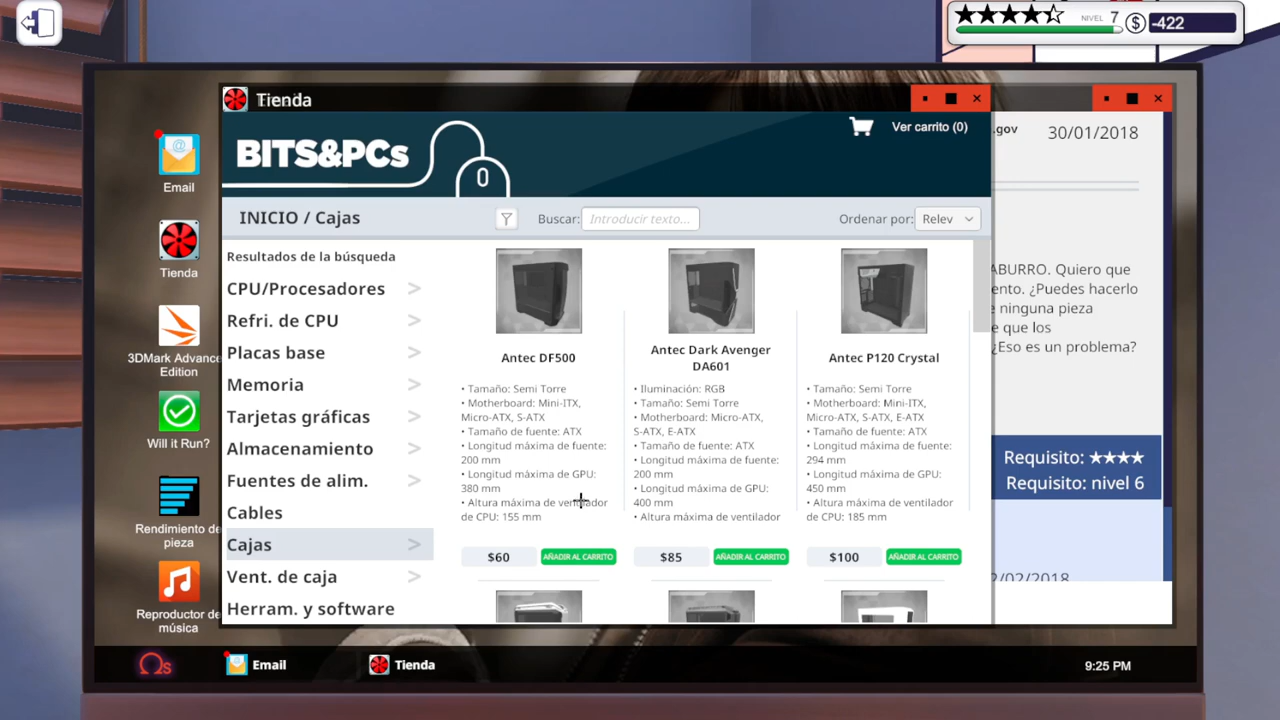 NIVEL 7
$ -422
Tienda
.gov
30/01/2018
BITS&PCs
Ver carrito (0)
INICIO / Cajas
Buscar:
Introducir texto...
Ordenar por:
Relev
Email
Tienda
3DMark Advance
Edition
Will it Run?
Rendimiento de
pieza
Reproductor de
música
Resultados de la búsqueda
CPU/Procesadores
Refri. de CPU
Placas base
Memoria
Tarjetas gráficas
Almacenamiento
Fuentes de alim.
Cables
Cajas
Vent. de caja
Herram. y software
Antec DF500
• Tamaño: Semi Torre
• Motherboard: Mini-ITX,
Micro-ATX, S-ATX
• Tamaño de fuente: ATX
• Longitud máxima de fuente:
200 mm
• Longitud máxima de GPU:
380 mm
• Altura máxima de ventilador
de CPU: 155 mm
$60
AÑADIR AL CARRITO
Antec Dark Avenger
DA601
• Iluminación: RGB
• Tamaño: Semi Torre
• Motherboard: Micro-ATX,
S-ATX, E-ATX
• Tamaño de fuente: ATX
• Longitud máxima de fuente:
200 mm
• Longitud máxima de GPU:
400 mm
• Altura máxima de ventilador
$85
AÑADIR AL CARRITO
Antec P120 Crystal
• Tamaño: Semi Torre
• Motherboard: Mini-ITX,
Micro-ATX, S-ATX, E-ATX
• Tamaño de fuente: ATX
• Longitud máxima de fuente:
294 mm
• Longitud máxima de GPU:
450 mm
• Altura máxima de ventilador
de CPU: 185 mm
$100
AÑADIR AL CARRITO
ABURRO. Quiero que
ento. ¿Puedes hacerlo
ninguna pieza
e que los
¿Eso es un problema?
Requisito: ★★★★
Requisito: nivel 6
2/02/2018
Ωs
Email
Tienda
9:25 PM